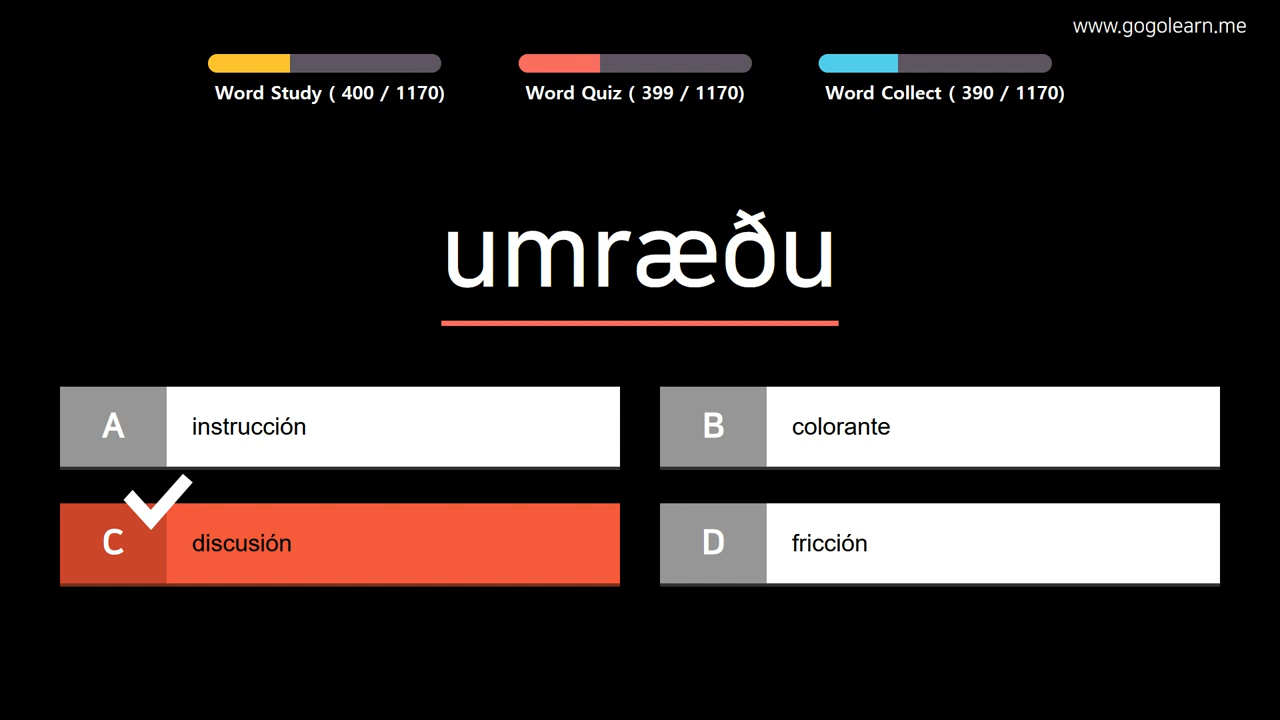 www.gogolearn.me
Word Study ( 400 / 1170)
Word Quiz ( 399 / 1170)
Word Collect ( 390 / 1170)
umræðu
A instrucción
B colorante
C discusión
D fricción